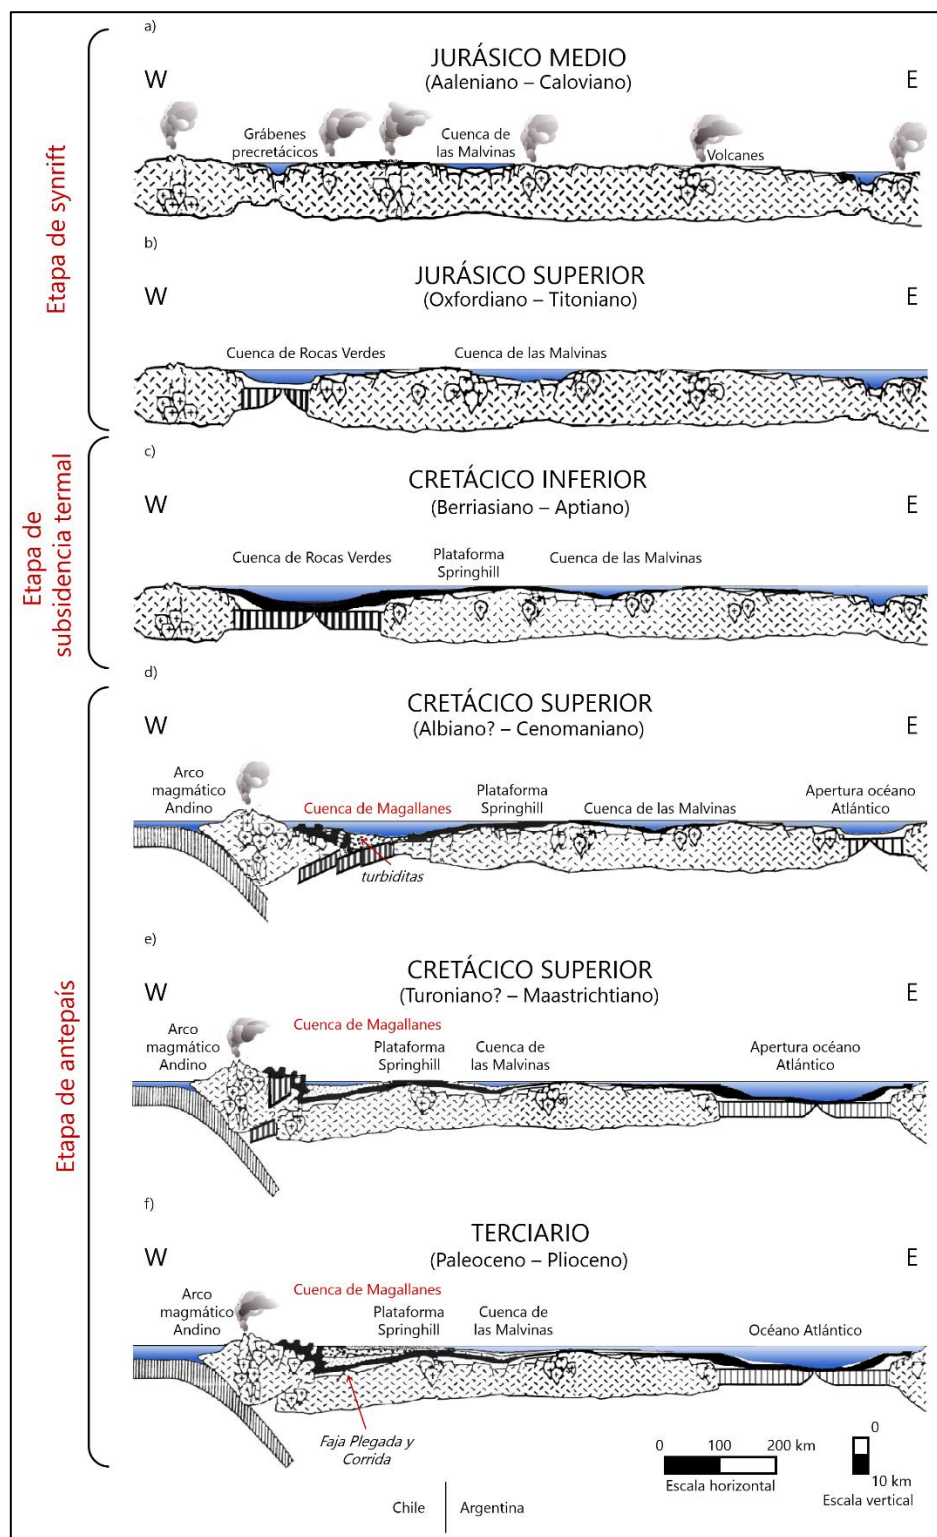 Etapa de synrift
a)
JURÁSICO MEDIO
(Aaleniano – Caloviano)
W
E
Grábenes
precretácicos
Cuenca de
las Malvinas
Volcanes
b)
JURÁSICO SUPERIOR
(Oxfordiano – Titoniano)
W
E
Cuenca de Rocas Verdes
Cuenca de las Malvinas
Etapa de
subsidencia termal
c)
CRETÁCICO INFERIOR
(Berriasiano – Aptiano)
W
E
Cuenca de Rocas Verdes
Plataforma
Springhill
Cuenca de las Malvinas
Etapa de antepaís
d)
CRETÁCICO SUPERIOR
(Albiano? – Cenomaniano)
W
E
Arco
magmático
Andino
Cuenca de Magallanes
Plataforma
Springhill
Cuenca de las Malvinas
Apertura océano
Atlántico
turbiditas
e)
CRETÁCICO SUPERIOR
(Turoniano? – Maastrichtiano)
W
E
Arco
magmático
Andino
Cuenca de Magallanes
Plataforma
Springhill
Cuenca de
las Malvinas
Apertura océano
Atlántico
f)
TERCIARIO
(Paleoceno – Plioceno)
W
E
Arco
magmático
Andino
Cuenca de Magallanes
Plataforma
Springhill
Cuenca de
las Malvinas
Océano Atlántico
Faja Plegada y
Corrida
0 100 200 km
Escala horizontal
0
10 km
Escala vertical
Chile
Argentina